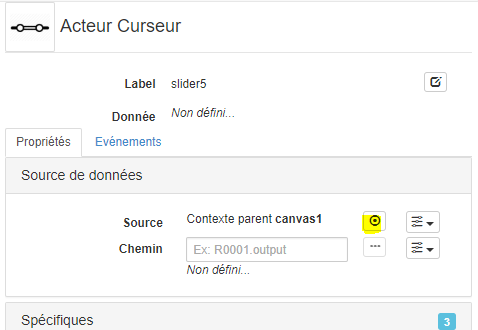 Acteur Curseur
Label slider5
Donnée Non défini...
Propriétés Evénements
Source de données
Source Contexte parent canvas1
Chemin Ex: R0001.output
Non défini...
Spécifiques 3